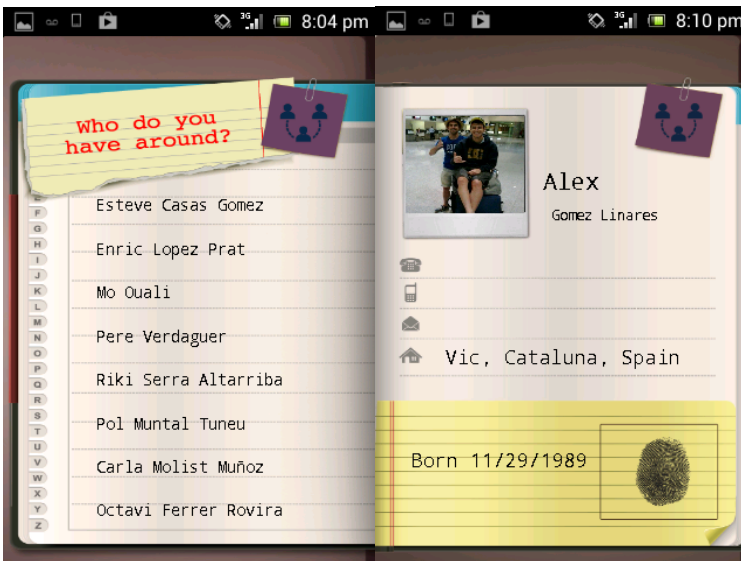 3G 8:04 pm
Who do you
have around?
E
F
G
H
I
J
K
L
M
N
O
P
Q
R
S
T
U
V
W
X
Y
Z
Esteve Casas Gomez
Enric Lopez Prat
Mo Ouali
Pere Verdaguer
Riki Serra Altarriba
Pol Muntal Tuneu
Carla Molist Muñoz
Octavi Ferrer Rovira
3G 8:10 pm
Alex
Gomez Linares
Vic, Cataluna, Spain
Born 11/29/1989